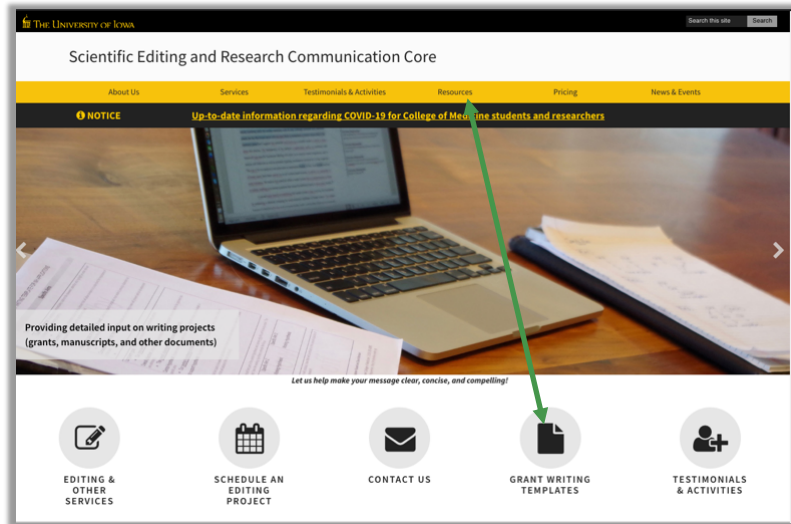 THE UNIVERSITY OF IOWA
Search this site
Search
Scientific Editing and Research Communication Core
About Us
Services
Testimonials & Activities
Resources
Pricing
News & Events
NOTICE
Up-to-date information regarding COVID-19 for College of Medicine students and researchers
Providing detailed input on writing projects
(grants, manuscripts, and other documents)
Let us help make your message clear, concise, and compelling!
EDITING &
OTHER
SERVICES
SCHEDULE AN
EDITING
PROJECT
CONTACT US
GRANT WRITING
TEMPLATES
TESTIMONIALS
& ACTIVITIES